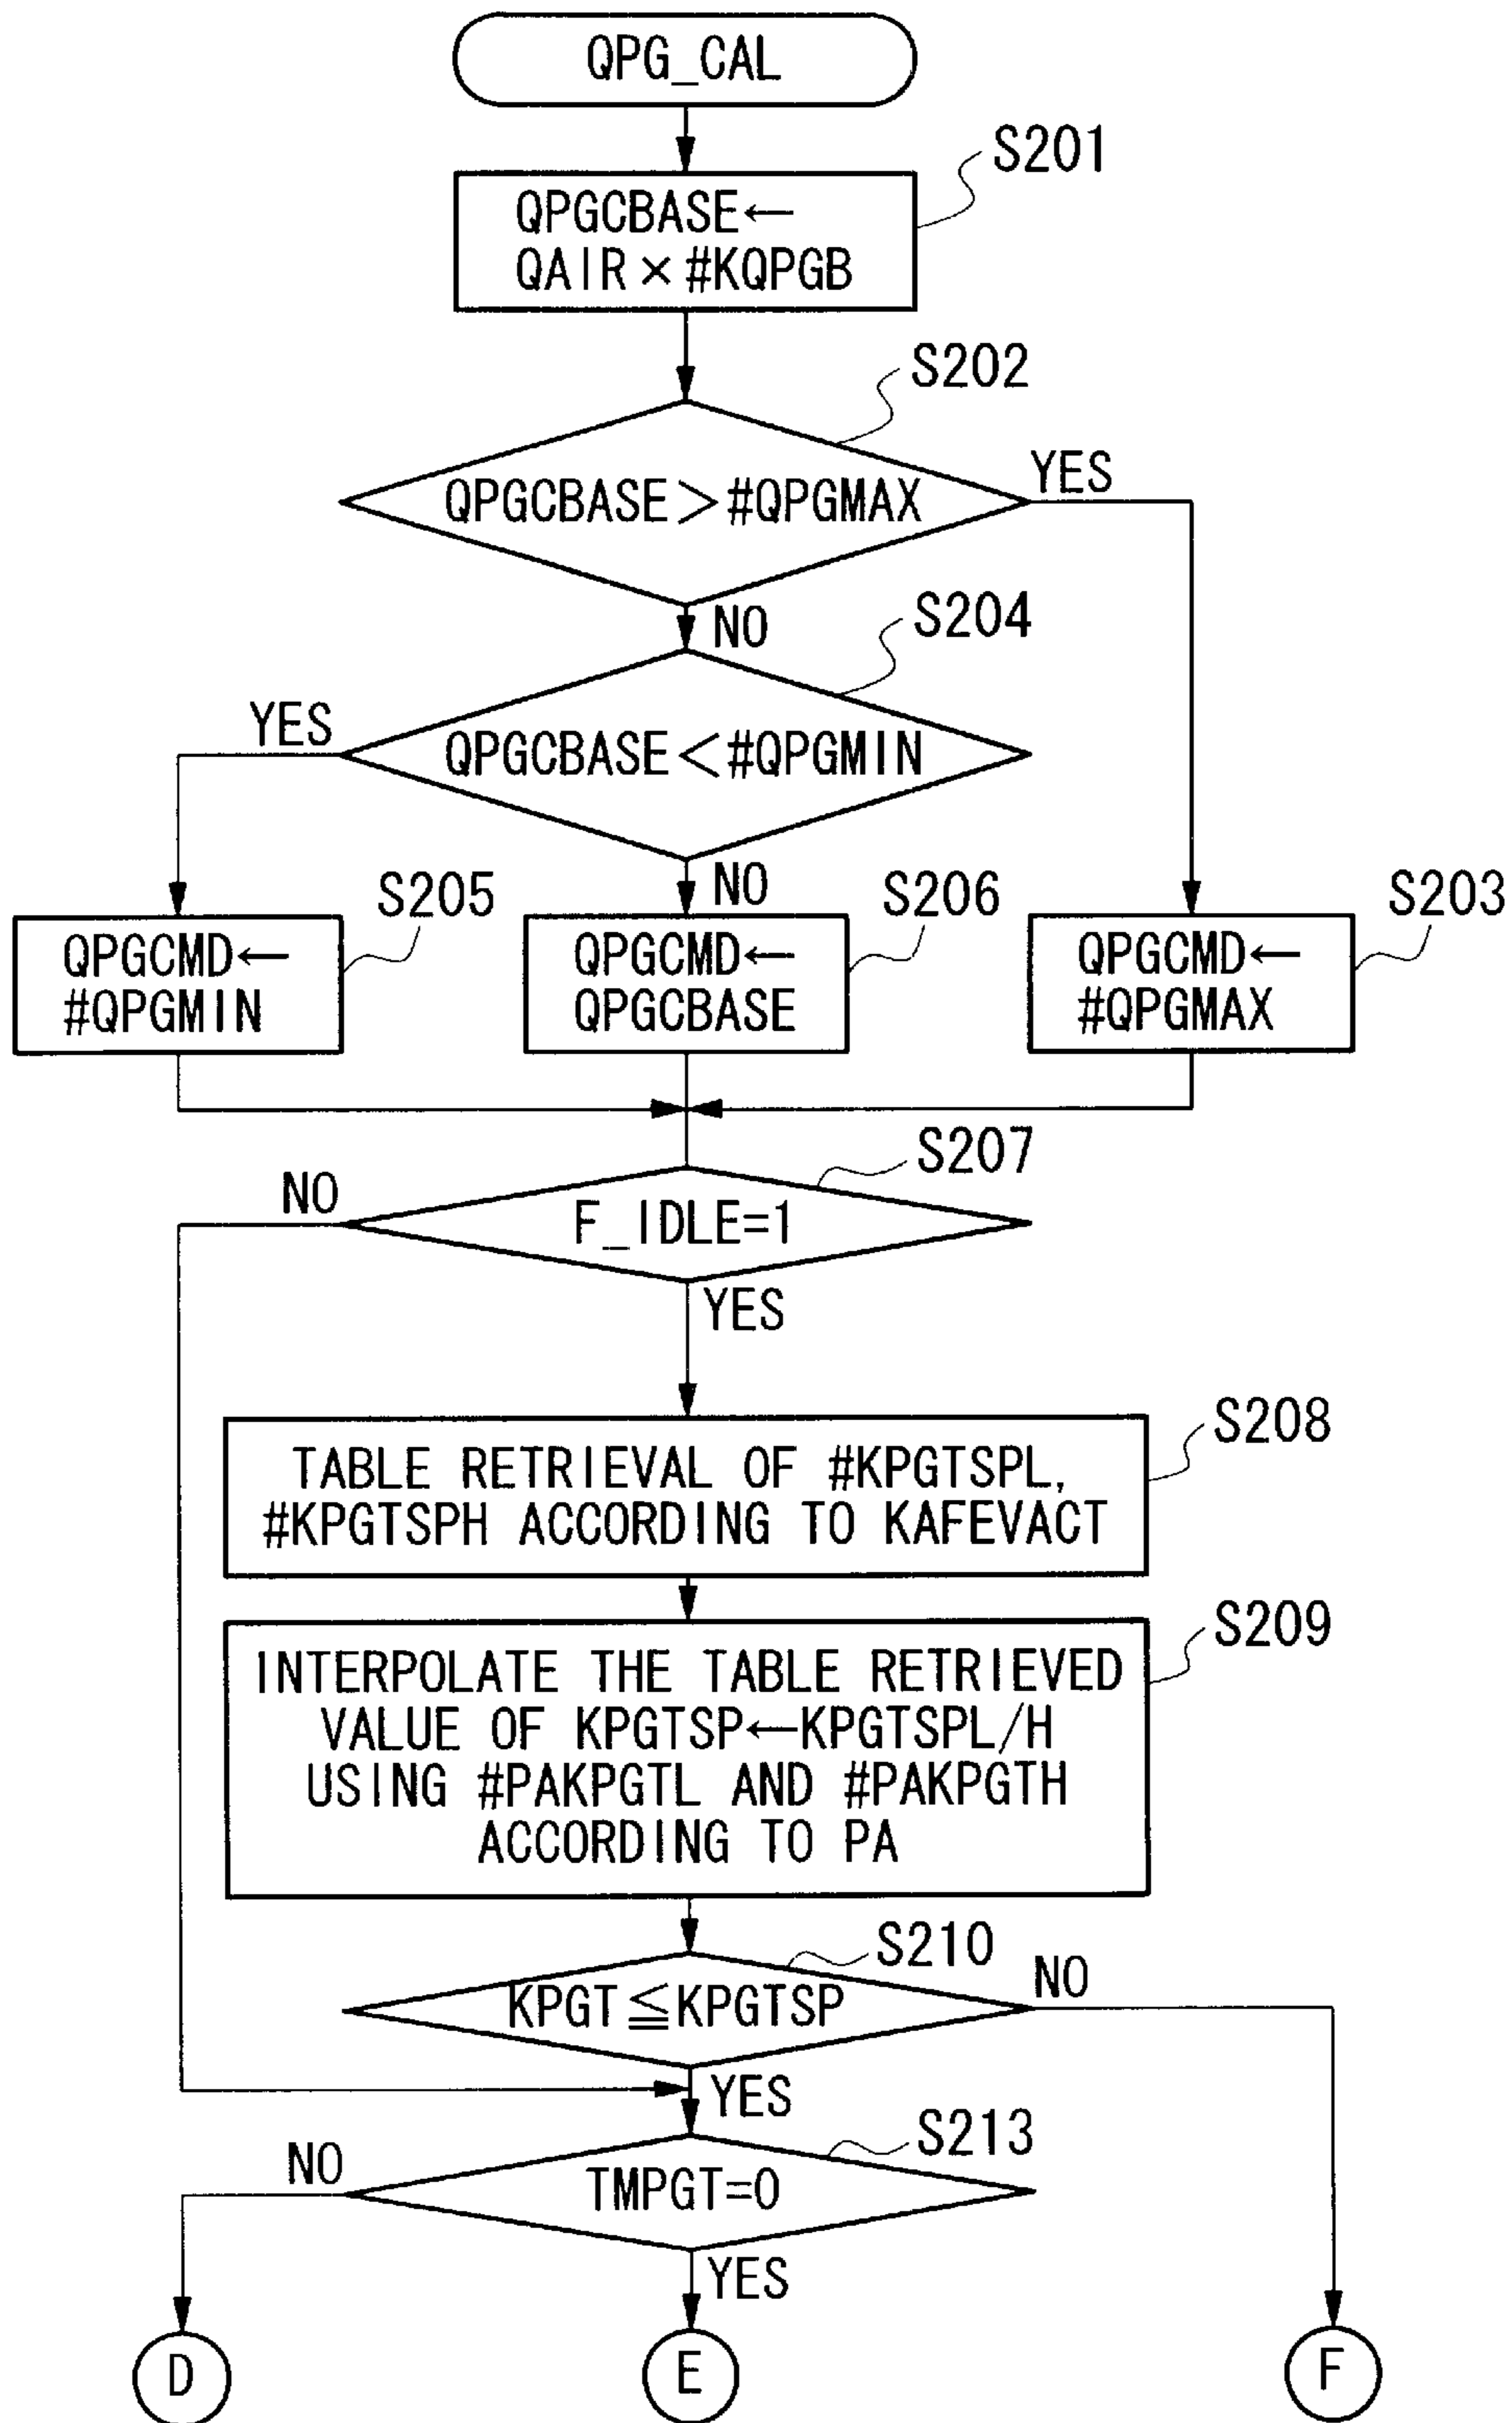 QPG_CAL
S201
QPGCBASE←
QAIR×#KQPGB
S202
QPGCBASE>#QPGMAX
YES
NO
S204
YES
QPGCBASE<#QPGMIN
NO
S205
S206
S203
QPGCMD←
#QPGMIN
QPGCMD←
QPGCBASE
QPGCMD←
#QPGMAX
S207
NO
F_IDLE=1
YES
S208
TABLE RETRIEVAL OF #KPGTSPL,
#KPGTSPH ACCORDING TO KAFEVACT
S209
INTERPOLATE THE TABLE RETRIEVED
VALUE OF KPGTSP←KPGTSPL/H
USING #PAKPGTL AND #PAKPGTH
ACCORDING TO PA
S210
KPGT≦KPGTSP
NO
YES
S213
NO
TMPGT=0
YES
D
E
F